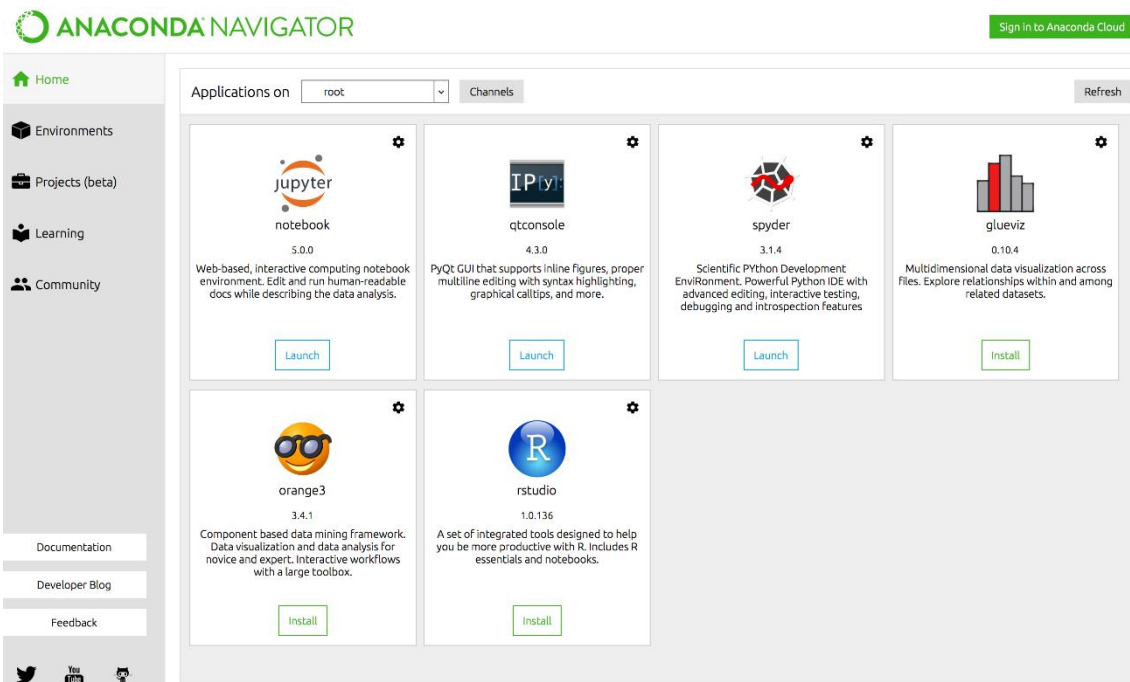 ANACONDA NAVIGATOR
Sign in to Anaconda Cloud
Home
Environments
Projects (beta)
Learning
Community
Documentation
Developer Blog
Feedback
You
Tube
Applications on root Channels Refresh
jupyter
notebook
5.0.0
Web-based, interactive computing notebook
environment. Edit and run human-readable
docs while describing the data analysis.
Launch
IP[y]:
qtconsole
4.3.0
PyQt GUI that supports inline figures, proper
multiline editing with syntax highlighting,
graphical calltips, and more.
Launch
spyder
3.1.4
Scientific PYthon Development
EnviRonment. Powerful Python IDE with
advanced editing, interactive testing,
debugging and introspection features
Launch
glueviz
0.10.4
Multidimensional data visualization across
files. Explore relationships within and among
related datasets.
Install
orange3
3.4.1
Component based data mining framework.
Data visualization and data analysis for
novice and expert. Interactive workflows
with a large toolbox.
Install
R
rstudio
1.0.136
A set of integrated tools designed to help
you be more productive with R. Includes R
essentials and notebooks.
Install